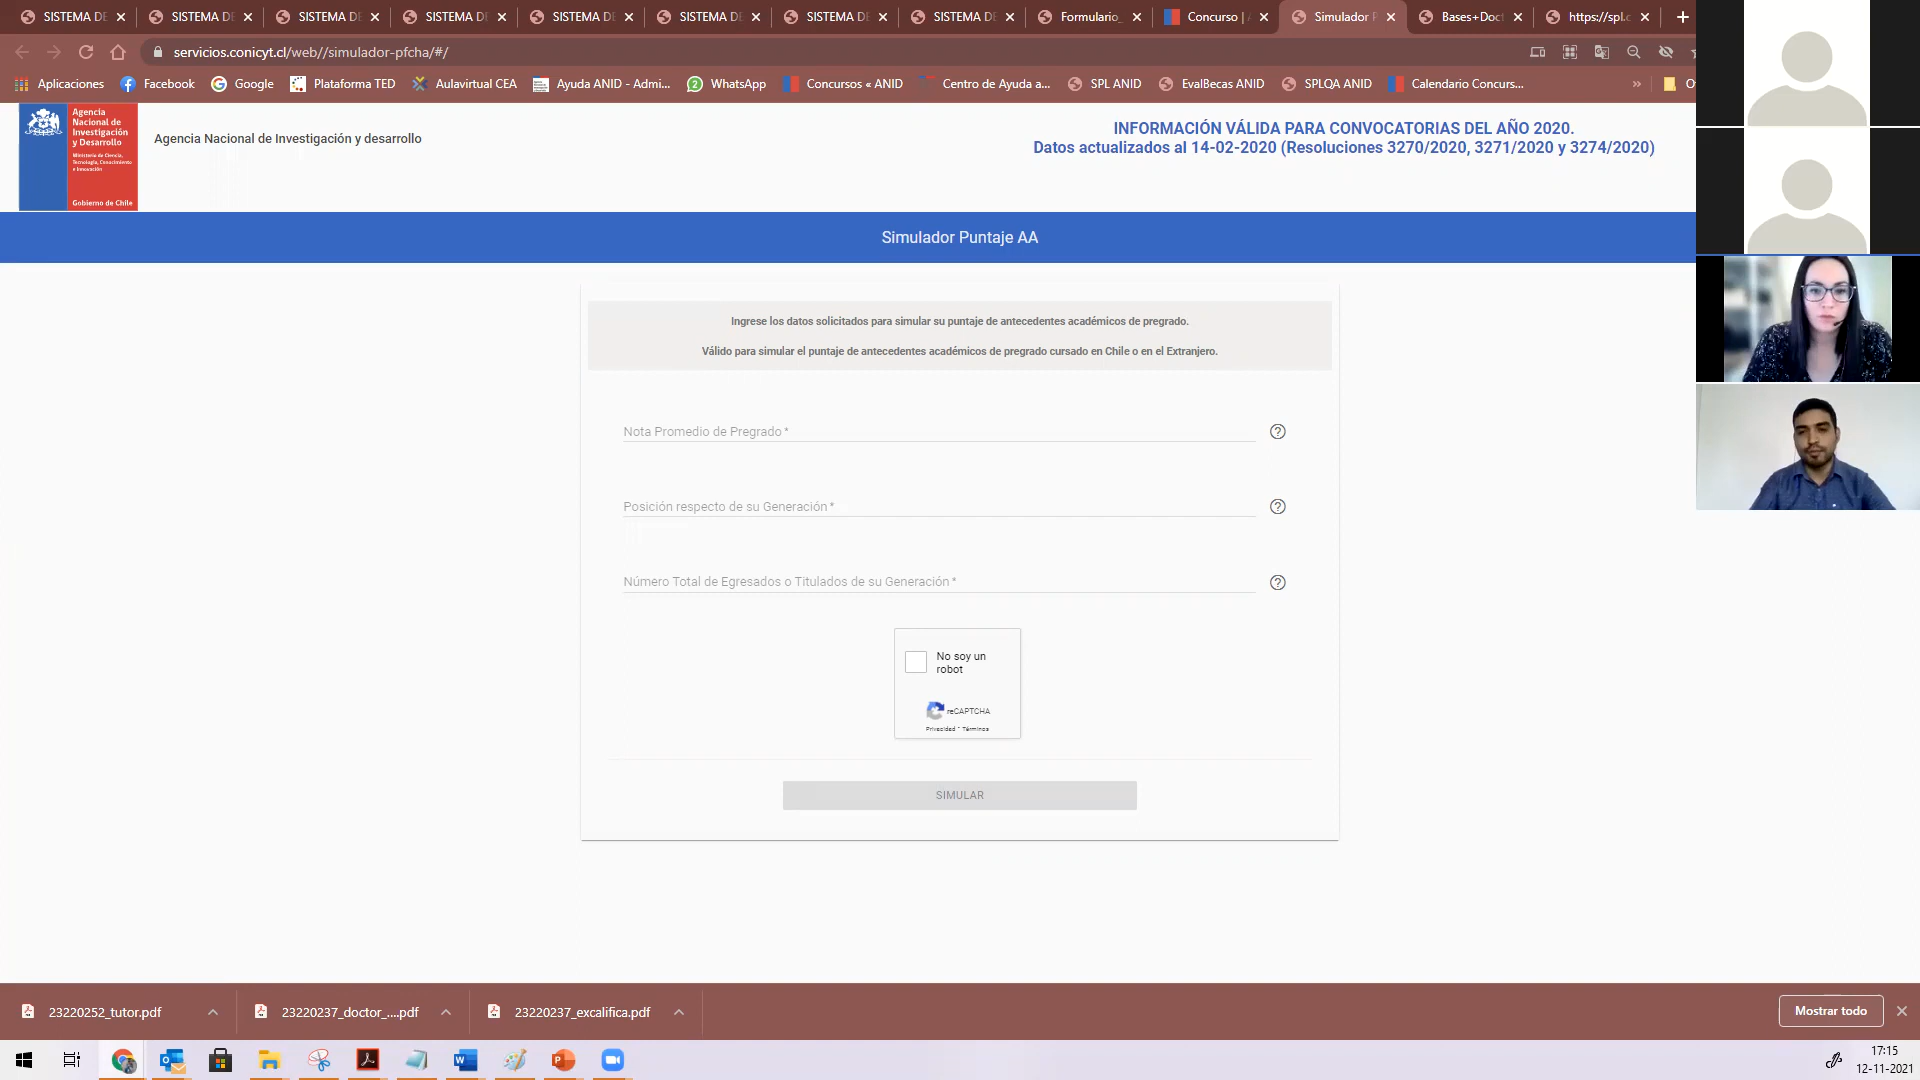 SISTEMA DE
SISTEMA DE
SISTEMA DE
SISTEMA DE
SISTEMA DE
SISTEMA DE
SISTEMA DE
SISTEMA DE
Formulario_
Concurso | A
Simulador P
Bases+Doct
https://spl.c
servicios.conicyt.cl/web//simulador-pfcha/#/
Aplicaciones
Facebook
Google
Plataforma TED
Aulavirtual CEA
Ayuda ANID - Admi...
WhatsApp
Concursos « ANID
Centro de Ayuda a...
SPL ANID
EvalBecas ANID
SPLQA ANID
Calendario Concurs...
»
Agencia
Nacional de
Investigación
y Desarrollo
Ministerio de Ciencia,
Tecnología, Conocimiento
e Innovación
Gobierno de Chile
Agencia Nacional de Investigación y desarrollo
INFORMACIÓN VÁLIDA PARA CONVOCATORIAS DEL AÑO 2020.
Datos actualizados al 14-02-2020 (Resoluciones 3270/2020, 3271/2020 y 3274/2020)
Simulador Puntaje AA
Ingrese los datos solicitados para simular su puntaje de antecedentes académicos de pregrado.
Válido para simular el puntaje de antecedentes académicos de pregrado cursado en Chile o en el Extranjero.
Nota Promedio de Pregrado *
Posición respecto de su Generación *
Número Total de Egresados o Titulados de su Generación *
No soy un
robot
reCAPTCHA
Privacidad - Términos
SIMULAR
23220252_tutor.pdf
23220237_doctor_....pdf
23220237_excalifica.pdf
Mostrar todo
17:15
12-11-2021